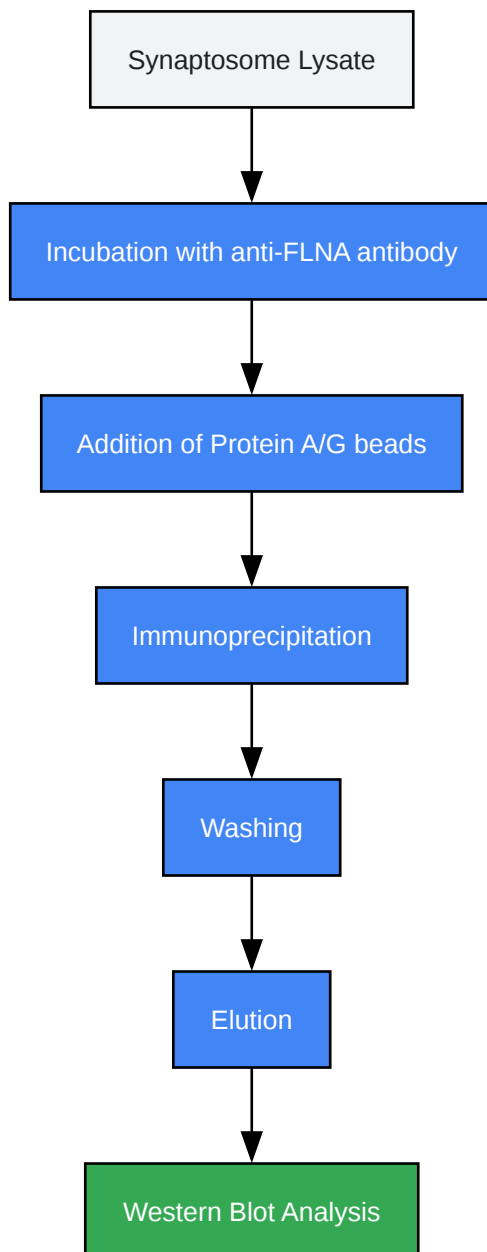 Synaptosome Lysate
Incubation with anti-FLNA antibody
Addition of Protein A/G beads
Immunoprecipitation
Washing
Elution
Western Blot Analysis